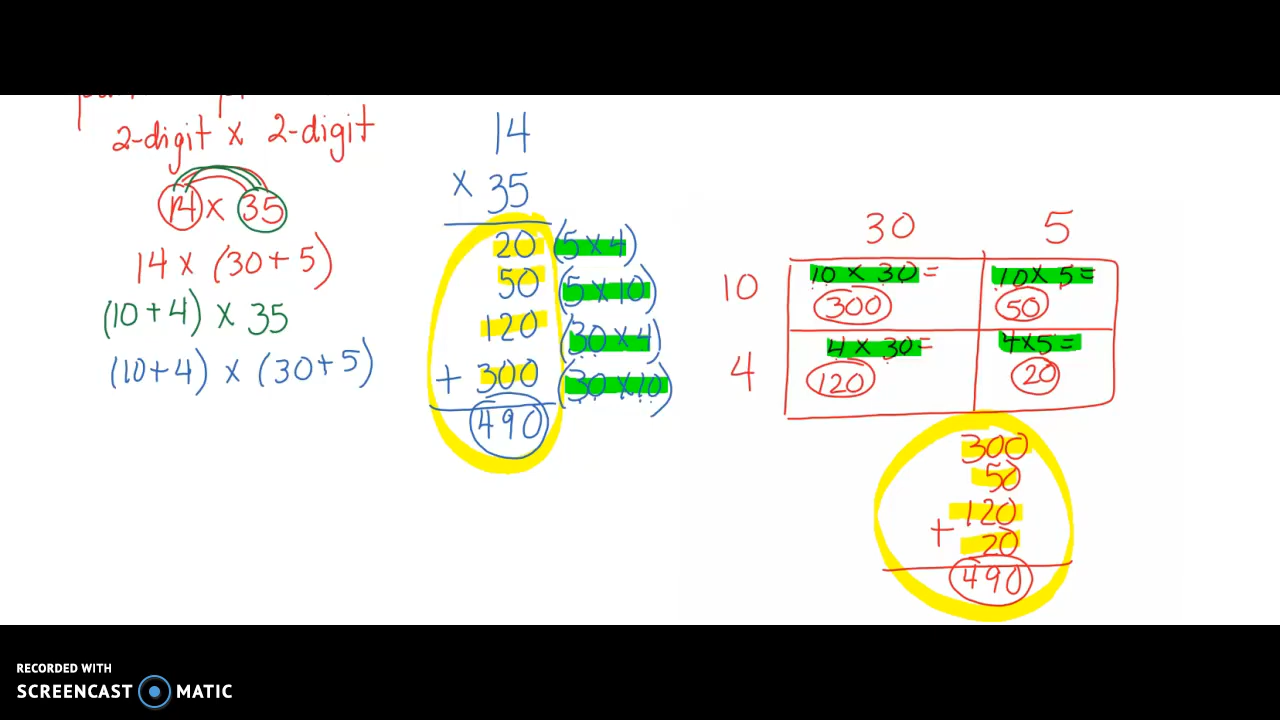 2-digit x 2-digit
14 x 35
14 x (30 + 5)
(10 + 4) x 35
(10 + 4) x (30 + 5)
14
x 35
20 (5 x 4)
50 (5 x 10)
120 (30 x 4)
+ 300 (30 x 10)
490
30 5
10 10 x 30 = 10 x 5 =
300 50
4 4 x 30 = 4 x 5 =
120 20
300
50
120
+ 20
490
RECORDED WITH
SCREENCAST MATIC